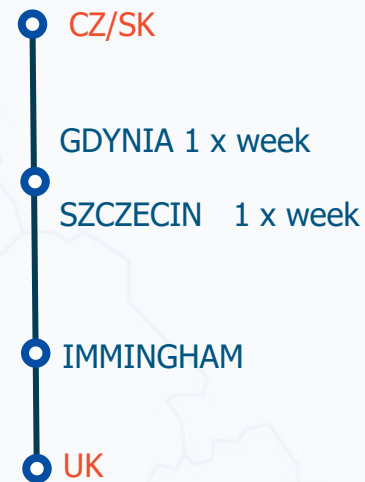 CZ/SK
GDYNIA 1 x week
SZCZECIN 1 x week
IMMINGHAM
UK